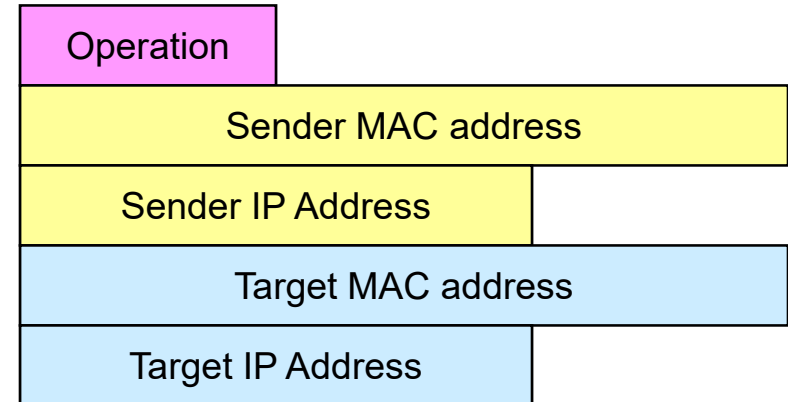 Operation
Sender MAC address
Sender IP Address
Target MAC address
Target IP Address